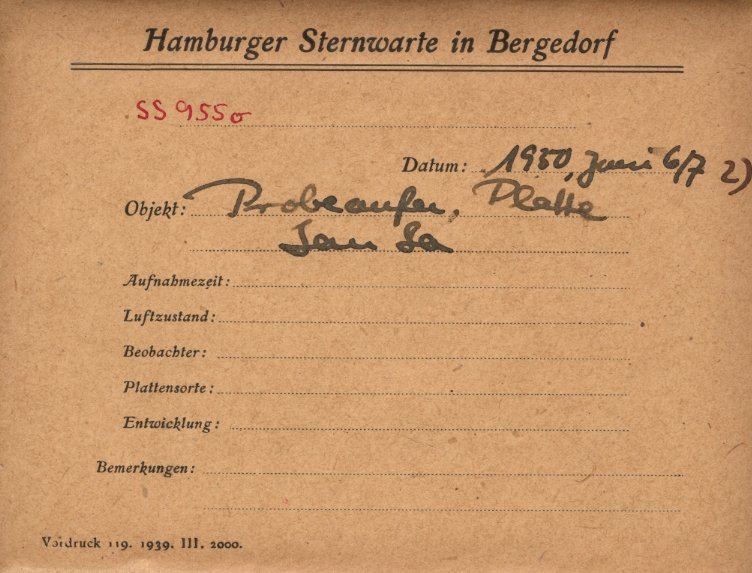 Hamburger Sternwarte in Bergedorf
SS 9550
Datum: 1950, Juni 6/7 2)
Objekt: Probeaufn, Platte
Aufnahmezeit:
Luftzustand:
Beobachter:
Plattensorte:
Entwicklung:
Bemerkungen:
Vordruck 119. 1939. III. 2000.